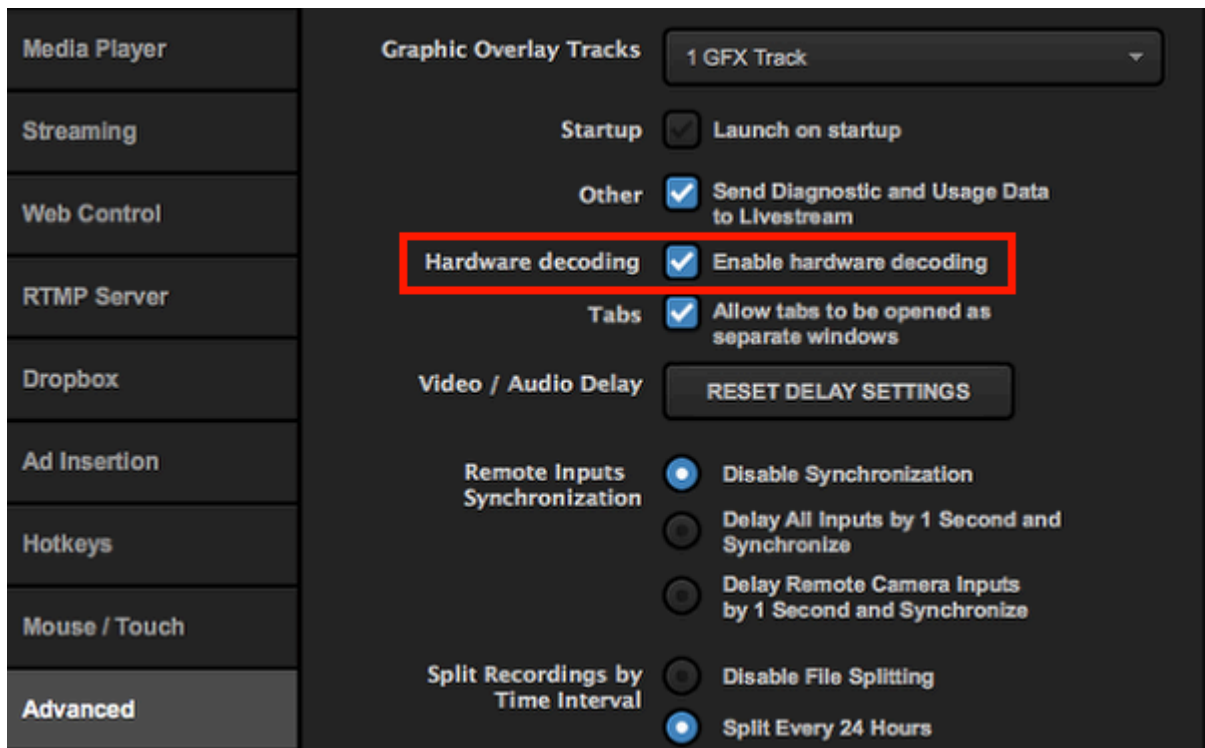 Media Player
Streaming
Web Control
RTMP Server
Dropbox
Ad Insertion
Hotkeys
Mouse / Touch
Advanced
Graphic Overlay Tracks
1 GFX Track
Startup
Launch on startup
Other
Send Diagnostic and Usage Data
to Livestream
Hardware decoding
Enable hardware decoding
Tabs
Allow tabs to be opened as
separate windows
Video / Audio Delay
RESET DELAY SETTINGS
Remote Inputs
Synchronization
Disable Synchronization
Delay All Inputs by 1 Second and
Synchronize
Delay Remote Camera Inputs
by 1 Second and Synchronize
Split Recordings by
Time Interval
Disable File Splitting
Split Every 24 Hours